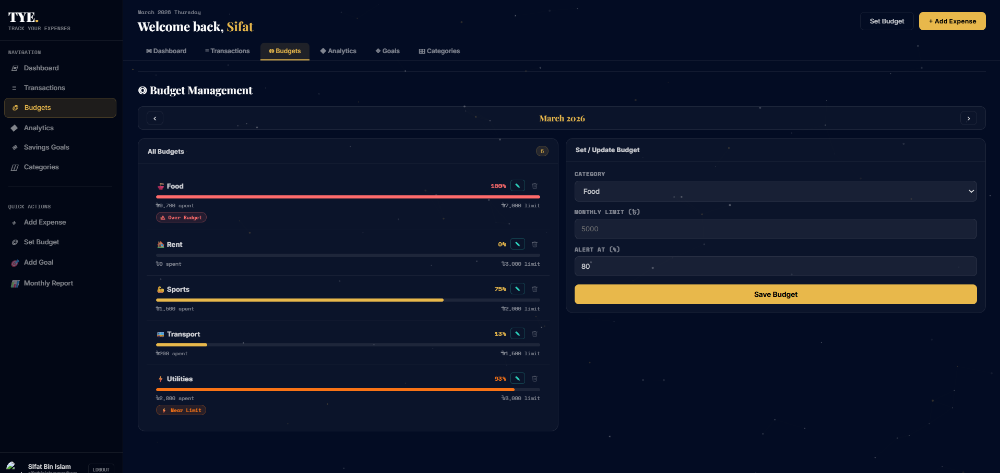 TYE.
TRACK YOUR EXPENSES
NAVIGATION
Dashboard
Transactions
Budgets
Analytics
Savings Goals
Categories
QUICK ACTIONS
+ Add Expense
Set Budget
Add Goal
Monthly Report
Sifat Bin Islam
LOGOUT
March 2026 Thursday
Welcome back, Sifat
Set Budget
+ Add Expense
Dashboard
Transactions
Budgets
Analytics
Goals
Categories
Budget Management
‹
March 2026
›
All Budgets
5
Food
100%
৳9,700 spent
৳7,000 limit
Over Budget
Rent
0%
৳0 spent
৳3,000 limit
Sports
75%
৳1,500 spent
৳2,000 limit
Transport
13%
৳200 spent
৳1,500 limit
Utilities
93%
৳2,800 spent
৳3,000 limit
Near Limit
Set / Update Budget
CATEGORY
Food
MONTHLY LIMIT (৳)
5000
ALERT AT (%)
80
Save Budget